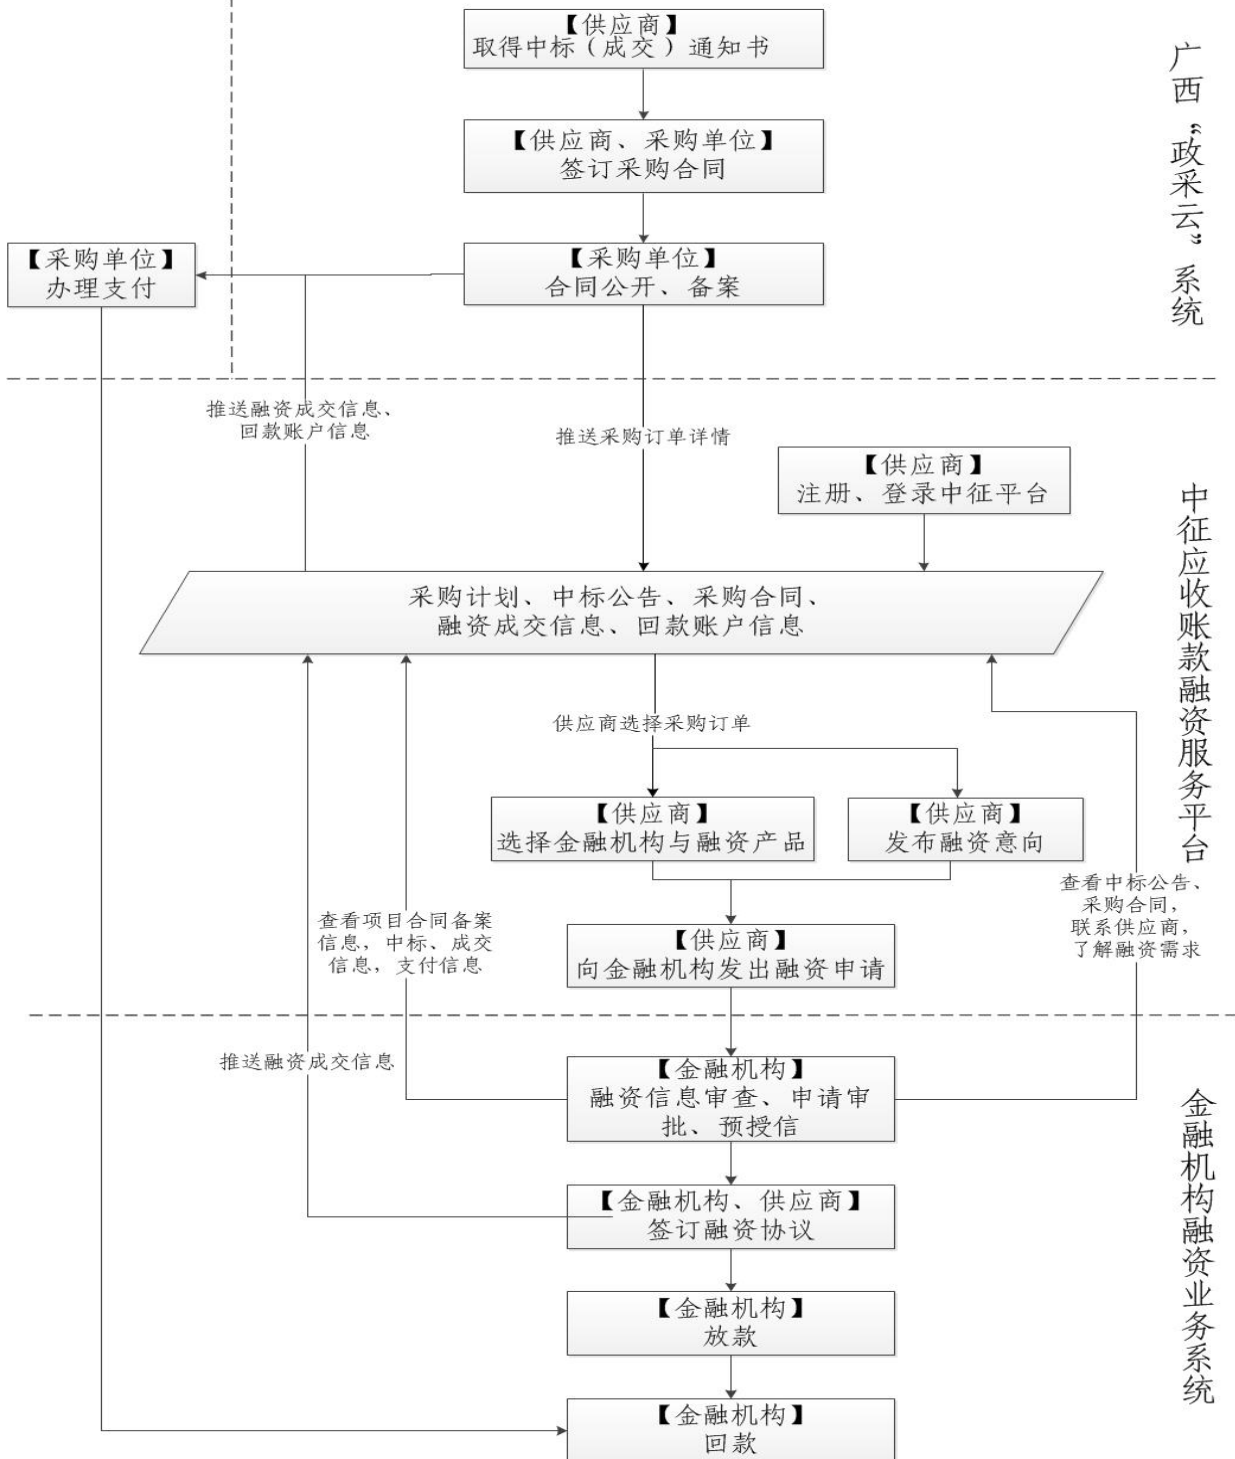 【供应商】
取得中标（成交）通知书
广西“政采云”系统
【供应商、采购单位】
签订采购合同
【采购单位】
办理支付
【采购单位】
合同公开、备案
推送融资成交信息、
回款账户信息
推送采购订单详情
【供应商】
注册、登录中征平台
中征应收账款融资服务平台
采购计划、中标公告、采购合同、
融资成交信息、回款账户信息
供应商选择采购订单
【供应商】
选择金融机构与融资产品
【供应商】
发布融资意向
查看中标公告、
采购合同，
联系供应商，
了解融资需求
查看项目合同备案
信息，中标、成交
信息，支付信息
【供应商】
向金融机构发出融资申请
推送融资成交信息
【金融机构】
融资信息审查、申请审
批、预授信
金融机构融资业务系统
【金融机构、供应商】
签订融资协议
【金融机构】
放款
【金融机构】
回款